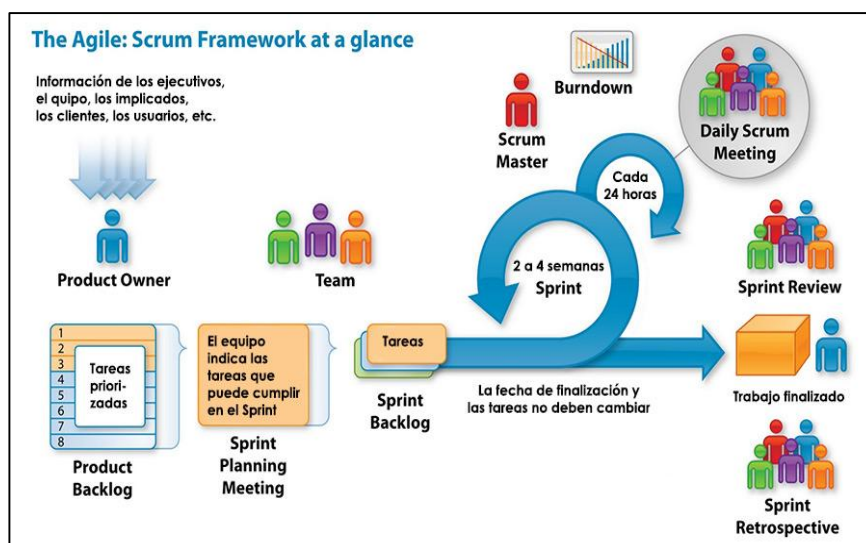 The Agile: Scrum Framework at a glance
Información de los ejecutivos,
el quipo, los implicados,
los clientes, los usuarios, etc.
Product Owner
Team
Scrum
Master
Burndown
Daily Scrum
Meeting
Cada
24 horas
2 a 4 semanas
Sprint
Sprint Review
1
2
3
4
5
6
7
8
Tareas
priori-
zadas
Product
Backlog
El equipo
indica las
tareas que
puede cumplir
en el Sprint
Sprint
Planning
Meeting
Tareas
Sprint
Backlog
La fecha de finalización y
las tareas no deben cambiar
Trabajo finalizado
Sprint
Retrospective